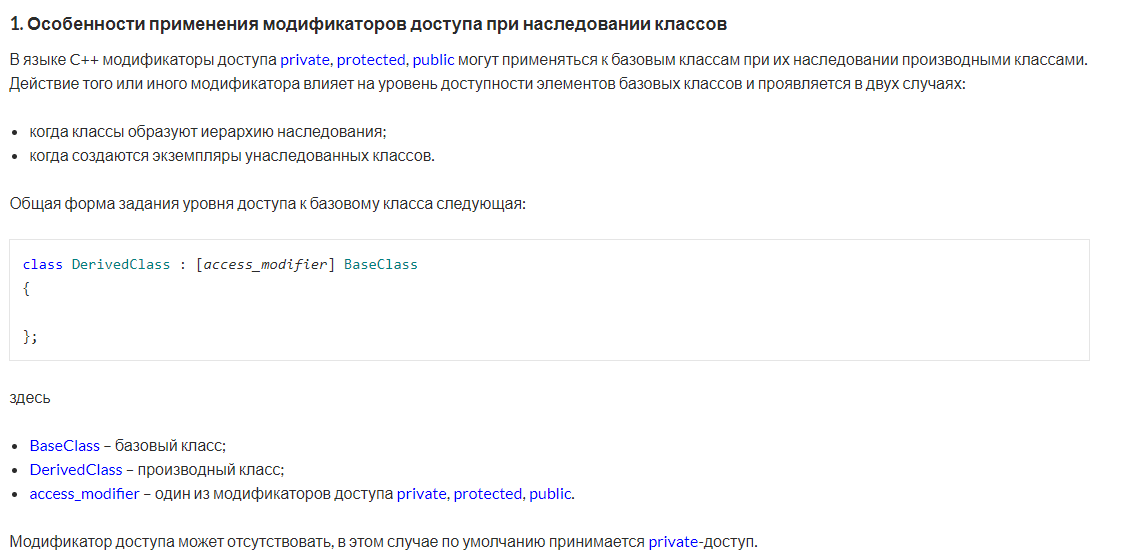 1. Особенности применения модификаторов доступа при наследовании классов
В языке C++ модификаторы доступа private, protected, public могут применяться к базовым классам при их наследовании производными классами.
Действие того или иного модификатора влияет на уровень доступности элементов базовых классов и проявляется в двух случаях:
• когда классы образуют иерархию наследования;
• когда создаются экземпляры унаследованных классов.
Общая форма задания уровня доступа к базовому класса следующая:
class DerivedClass : [access_modifier] BaseClass
{
};
здесь
• BaseClass – базовый класс;
• DerivedClass – производный класс;
• access_modifier – один из модификаторов доступа private, protected, public.
Модификатор доступа может отсутствовать, в этом случае по умолчанию принимается private-доступ.